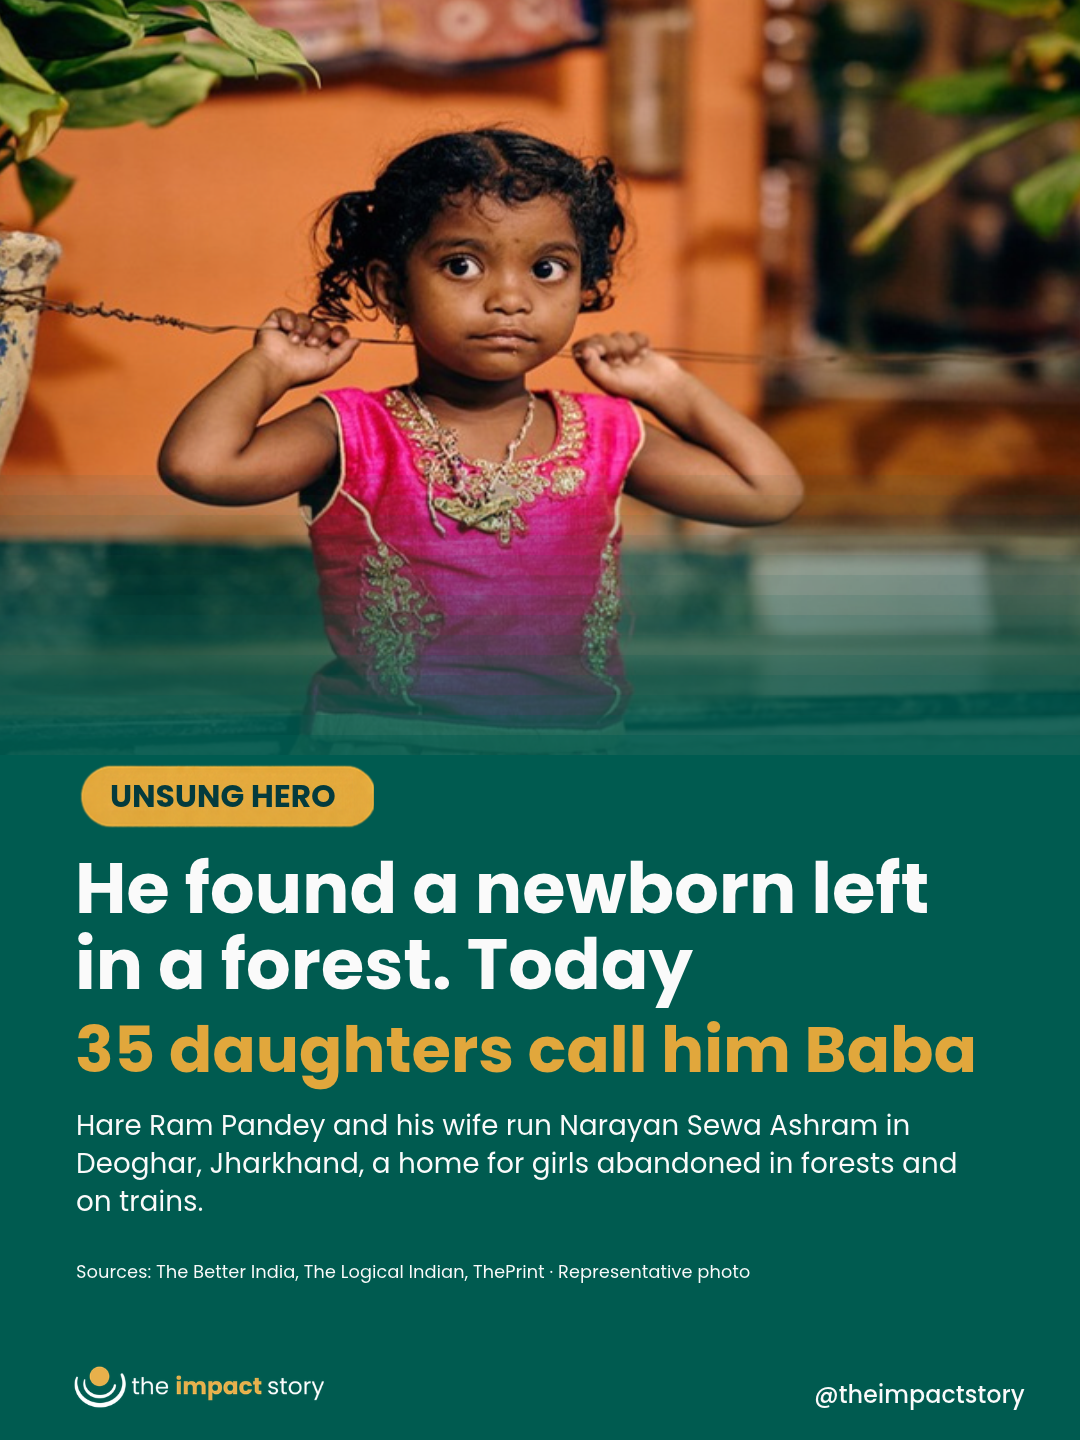 UNSUNG HERO
He found a newborn left
in a forest. Today
35 daughters call him Baba
Hare Ram Pandey and his wife run Narayan Sewa Ashram in
Deoghar, Jharkhand, a home for girls abandoned in forests and
on trains.
Sources: The Better India, The Logical Indian, ThePrint · Representative photo
the impact story
@theimpactstory